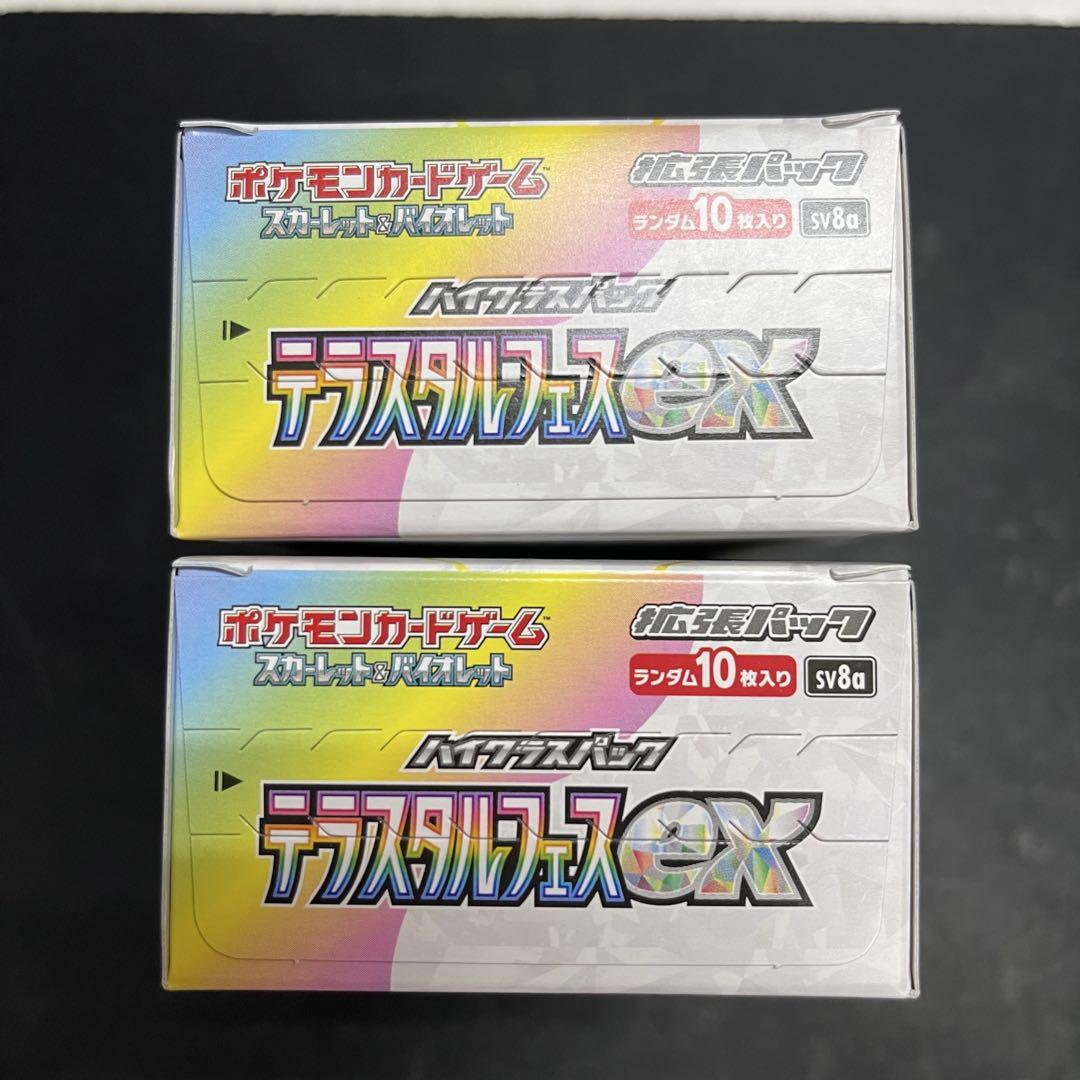 ポケモンカードゲーム™
スカーレット&バイオレット
拡張パック
ランダム10枚入り sv8a
ハイクラスパック
テラスタルフェスex
ポケモンカードゲーム™
スカーレット&バイオレット
拡張パック
ランダム10枚入り sv8a
ハイクラスパック
テラスタルフェスex